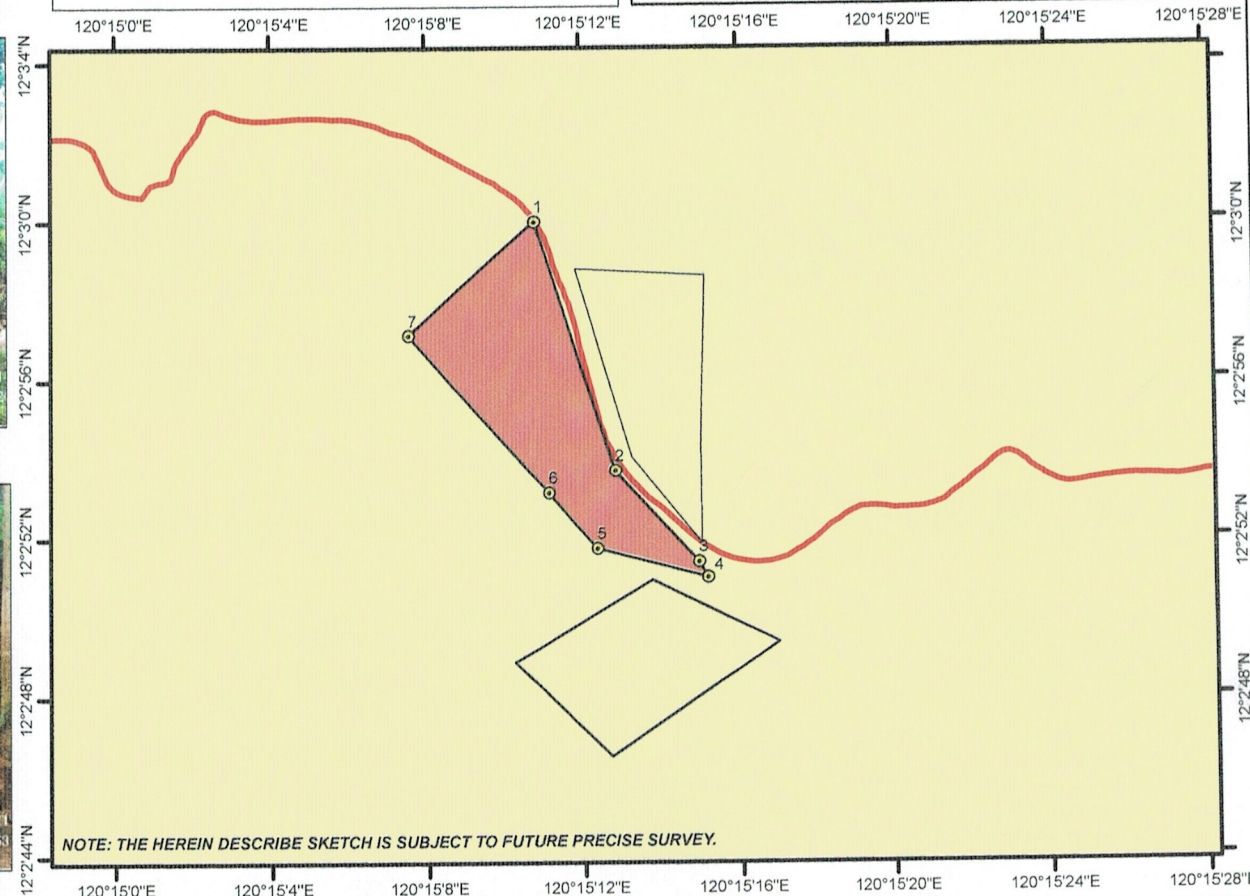 120°15'0"E 120°15'4"E 120°15'8"E 120°15'12"E 120°15'16"E 120°15'20"E 120°15'24"E 120°15'28"E
12°3'4"N
12°3'0"N 12°3'0"N
12°2'56"N 12°2'56"N
12°2'52"N 12°2'52"N
12°2'48"N 12°2'48"N
12°2'44"N
1
7
2
6
5
3
4
NOTE: THE HEREIN DESCRIBE SKETCH IS SUBJECT TO FUTURE PRECISE SURVEY.
120°15'0"E 120°15'4"E 120°15'8"E 120°15'12"E 120°15'16"E 120°15'20"E 120°15'24"E 120°15'28"E